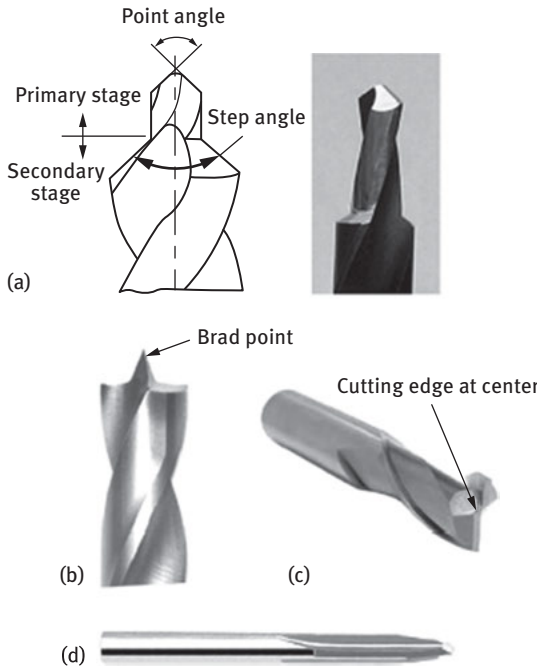 Point angle
Primary stage
Step angle
Secondary
stage
(a)
Brad point
Cutting edge at center
(b)
(c)
(d)